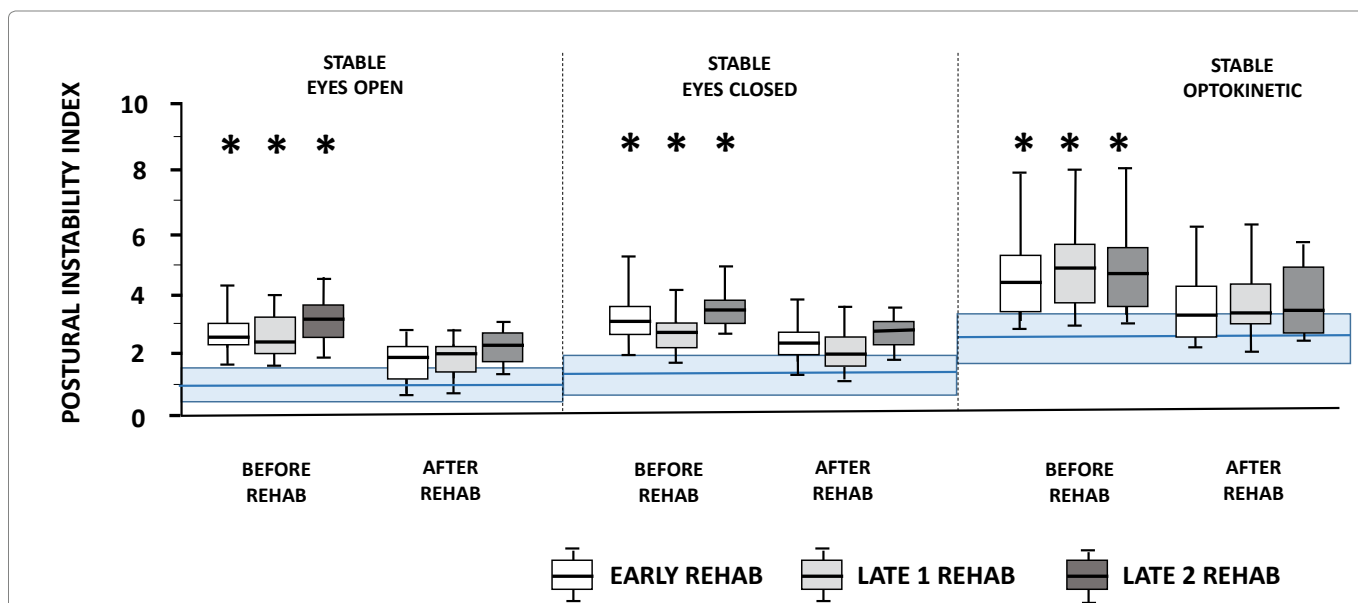 STABLE
EYES OPEN
STABLE
EYES CLOSED
STABLE
OPTOKINETIC
POSTURAL INSTABILITY INDEX
10
8
6
4
2
0
* * *
* * *
* * *
BEFORE
REHAB
AFTER
REHAB
BEFORE
REHAB
AFTER
REHAB
BEFORE
REHAB
AFTER
REHAB
EARLY REHAB
LATE 1 REHAB
LATE 2 REHAB